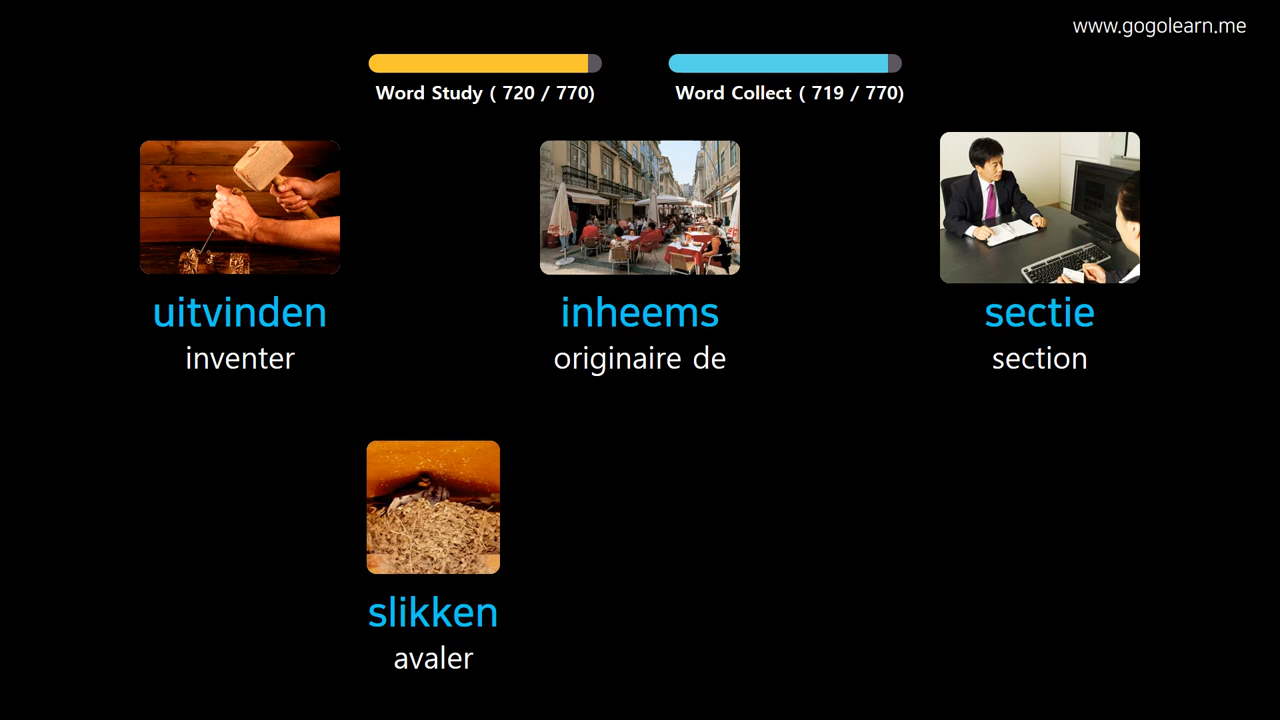 www.gogolearn.me
Word Study ( 720 / 770)
Word Collect ( 719 / 770)
uitvinden
inventer
inheems
originaire de
sectie
section
slikken
avaler